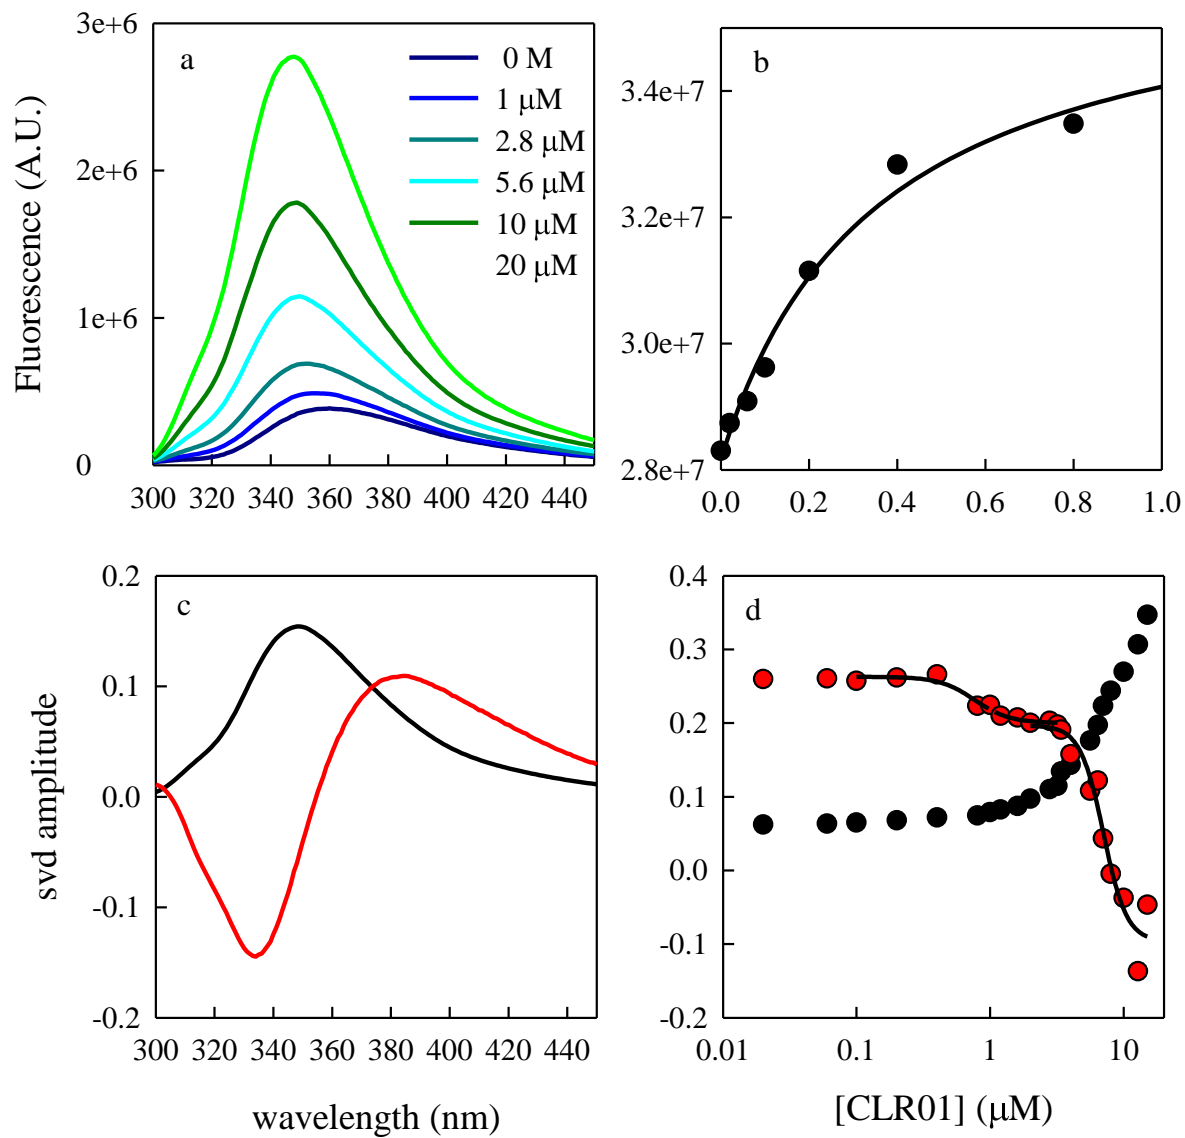 a
3e+6
2e+6
1e+6
0
Fluorescence (A.U.)
0 M
1 μM
2.8 μM
5.6 μM
10 μM
20 μM
300 320 340 360 380 400 420 440
b
3.4e+7
3.2e+7
3.0e+7
2.8e+7
0.0 0.2 0.4 0.6 0.8 1.0
c
0.2
0.1
0.0
-0.1
-0.2
svd amplitude
300 320 340 360 380 400 420 440
wavelength (nm)
d
0.4
0.3
0.2
0.1
0.0
-0.1
-0.2
0.01 0.1 1 10
[CLR01] (μM)